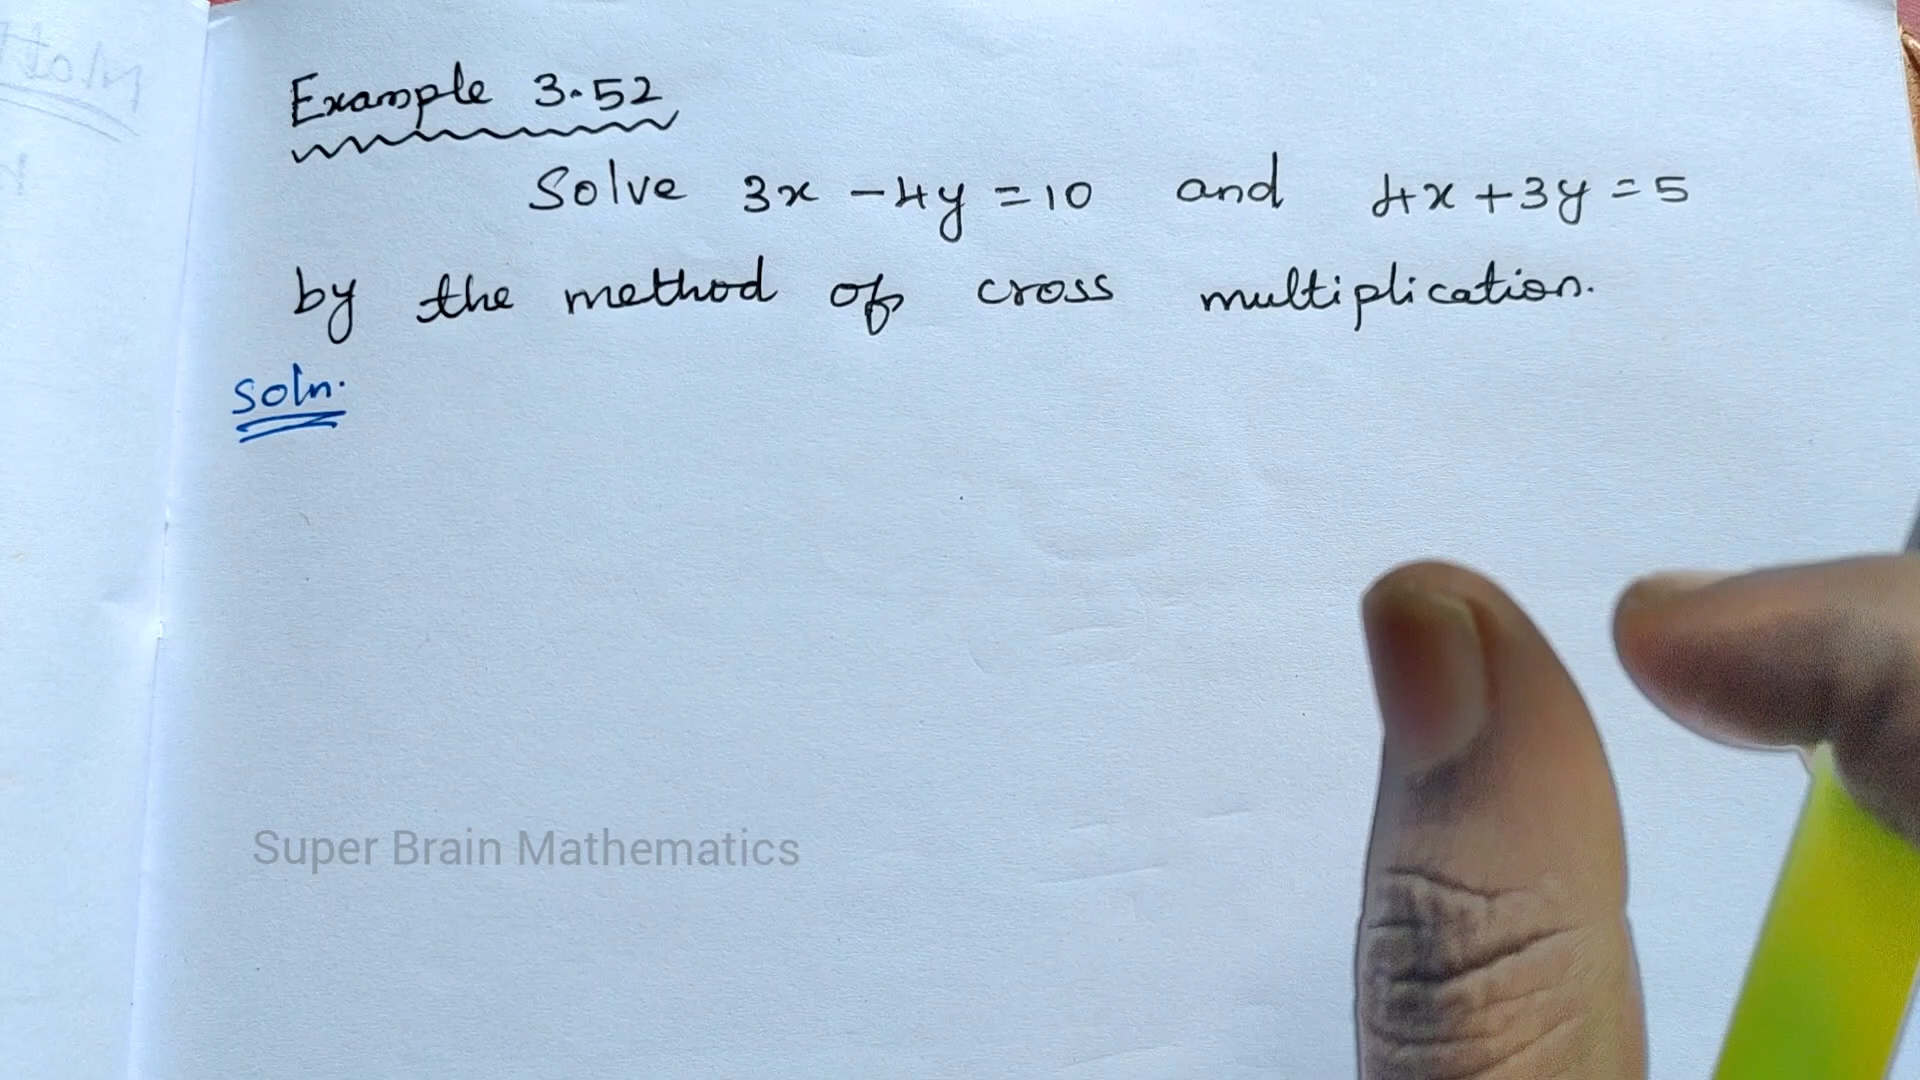 Example 3.52
Solve 3x - 4y = 10 and 4x + 3y = 5
by the method of cross multiplication.
Soln.
Super Brain Mathematics